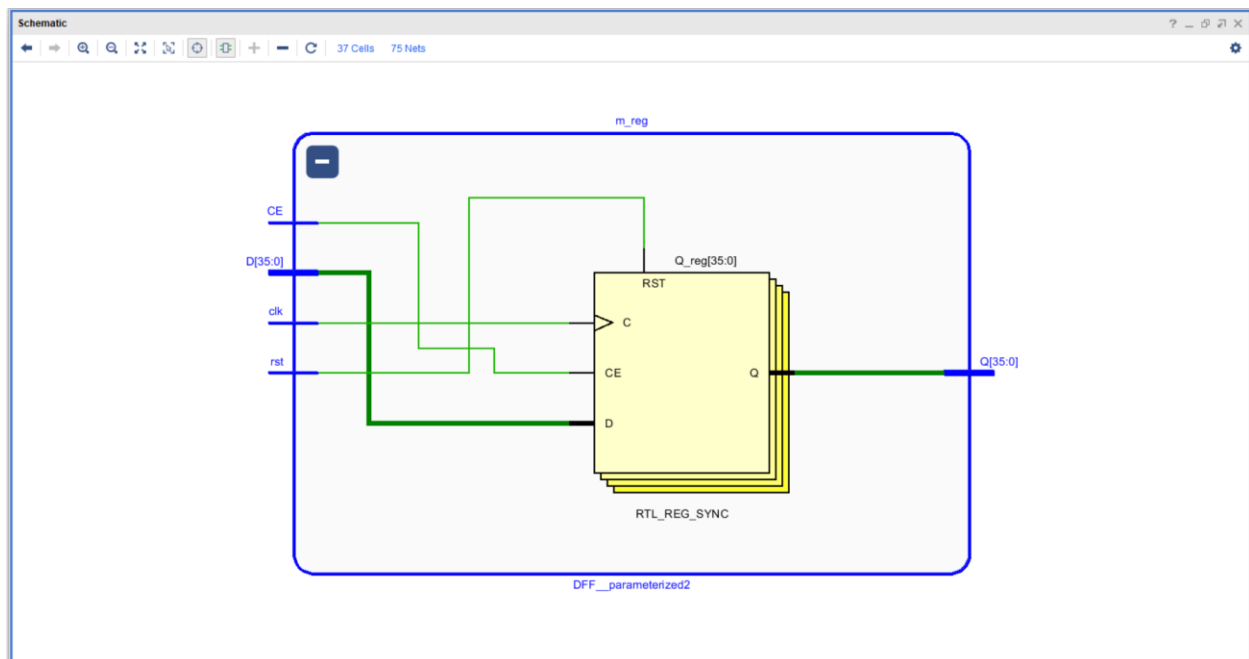 Schematic
37 Cells 75 Nets
m_reg
CE
D[35:0]
clk
rst
Q_reg[35:0]
RST
C
CE
D
Q
Q[35:0]
RTL_REG_SYNC
DFF__parameterized2